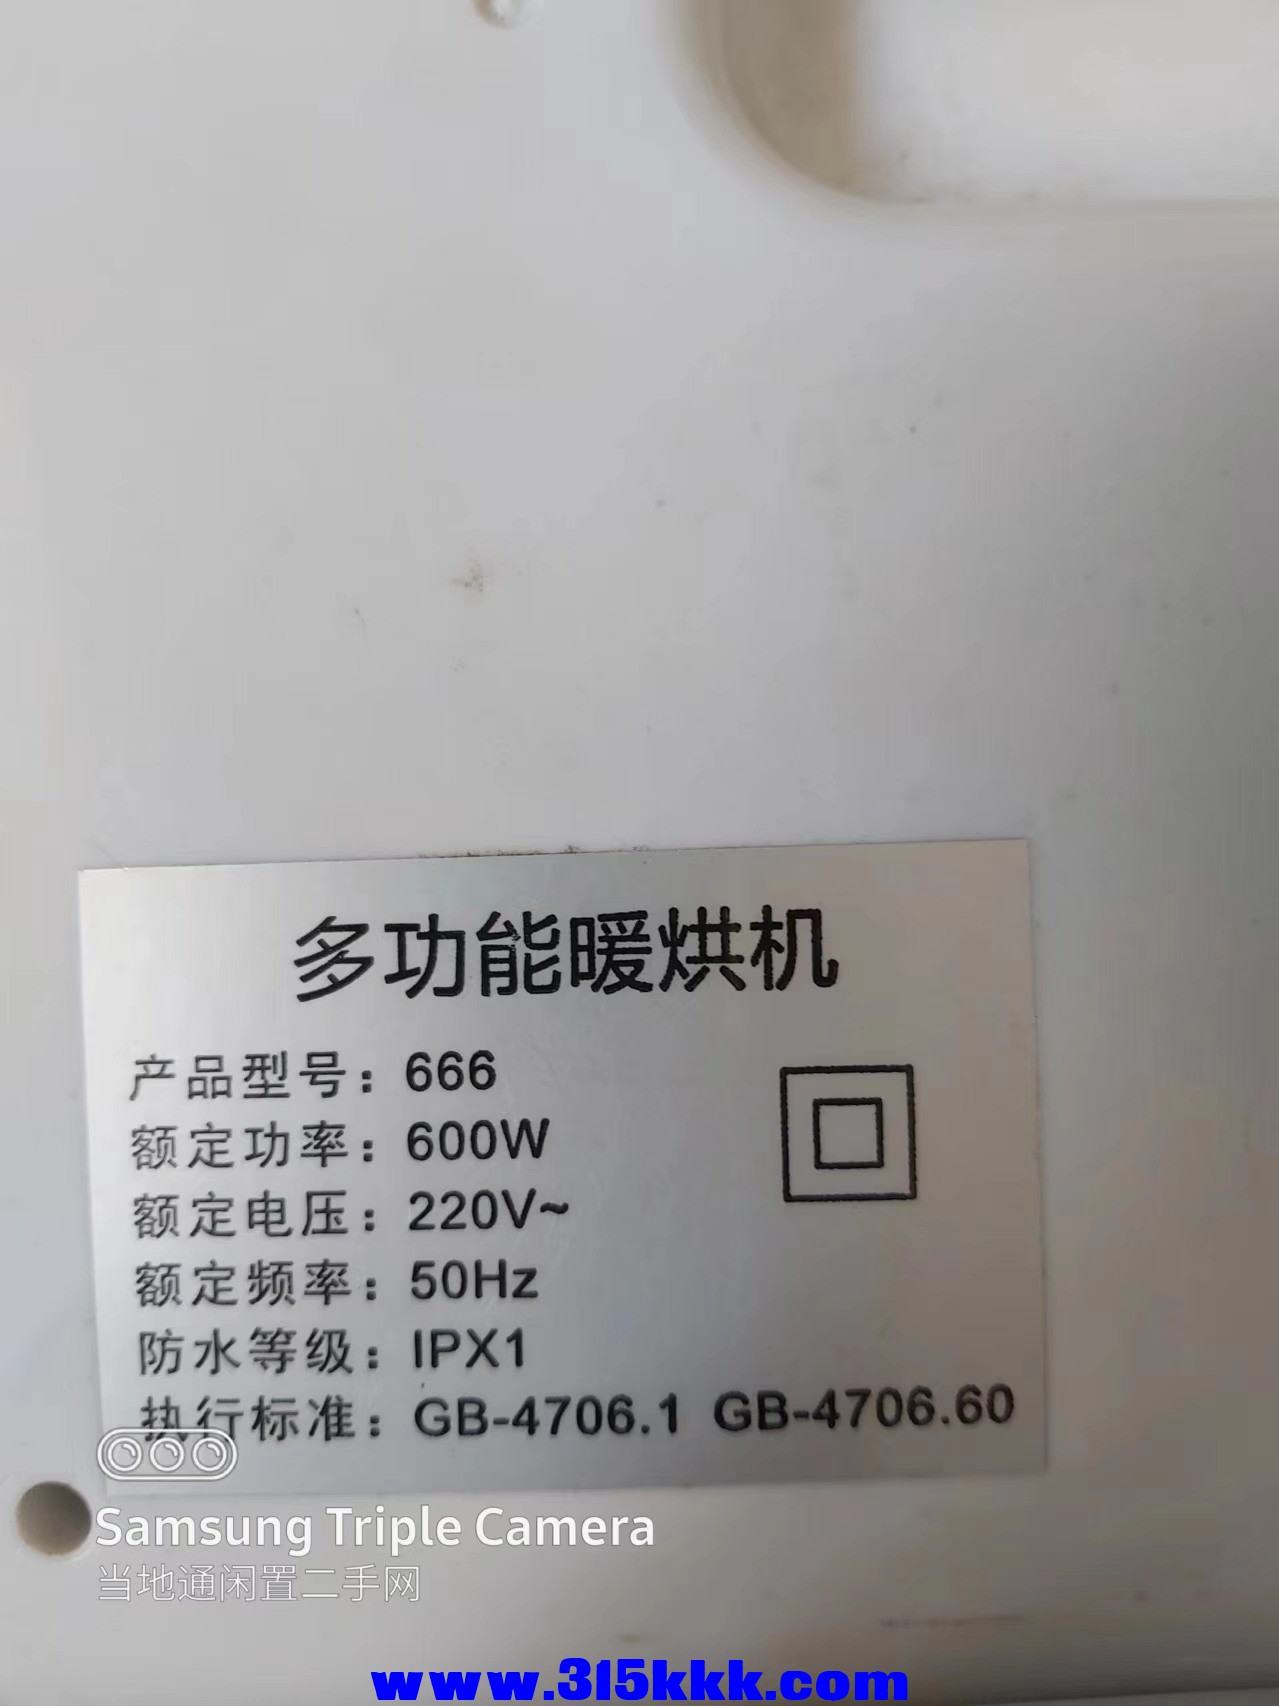 多功能暖烘机
产品型号：666
额定功率：600W
额定电压：220V~
额定频率：50Hz
防水等级：IPX1
执行标准：GB-4706.1 GB-4706.60
Samsung Triple Camera
当地通闲置二手网
www.315kkk.com